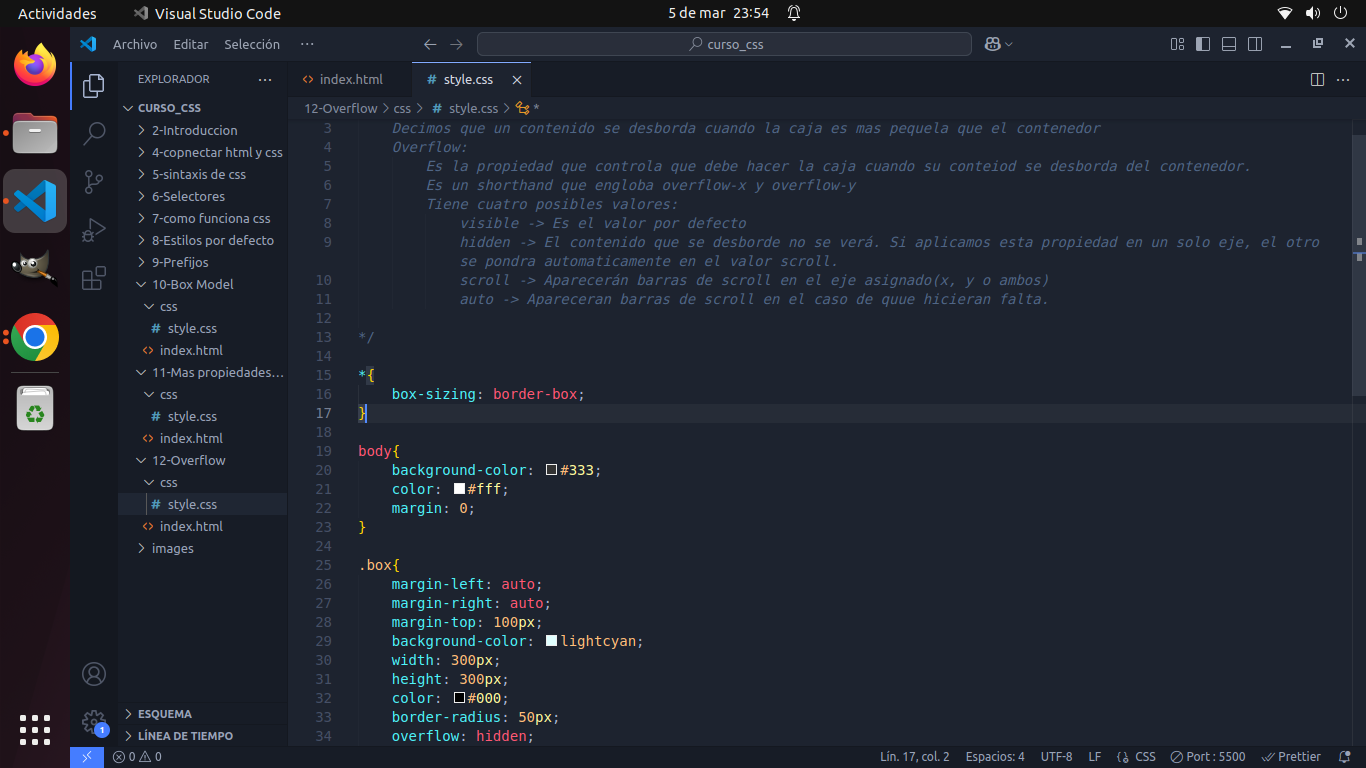 Actividades
Visual Studio Code
5 de mar 23:54
Archivo Editar Selección ···
curso_css
EXPLORADOR ···
CURSO_CSS
2-Introduccion
4-copnectar html y css
5-sintaxis de css
6-Selectores
7-como funciona css
8-Estilos por defecto
9-Prefijos
10-Box Model
css
# style.css
<> index.html
11-Mas propiedades...
css
# style.css
<> index.html
12-Overflow
css
# style.css
<> index.html
images
ESQUEMA
LÍNEA DE TIEMPO
<> index.html
# style.css
12-Overflow > css > # style.css > *
3 Decimos que un contenido se desborda cuando la caja es mas pequela que el contenedor
4 Overflow:
5 Es la propiedad que controla que debe hacer la caja cuando su conteiod se desborda del contenedor.
6 Es un shorthand que engloba overflow-x y overflow-y
7 Tiene cuatro posibles valores:
8 visible -> Es el valor por defecto
9 hidden -> El contenido que se desborde no se verá. Si aplicamos esta propiedad en un solo eje, el otro
se pondra automaticamente en el valor scroll.
10 scroll -> Aparecerán barras de scroll en el eje asignado(x, y o ambos)
11 auto -> Apareceran barras de scroll en el caso de quue hicieran falta.
12
13 */
14
15 *{
16 box-sizing: border-box;
17 }
18
19 body{
20 background-color: #333;
21 color: #fff;
22 margin: 0;
23 }
24
25 .box{
26 margin-left: auto;
27 margin-right: auto;
28 margin-top: 100px;
29 background-color: lightcyan;
30 width: 300px;
31 height: 300px;
32 color: #000;
33 border-radius: 50px;
34 overflow: hidden;
1
0 0
Lín. 17, col. 2 Espacios: 4 UTF-8 LF {} CSS Port : 5500 Prettier